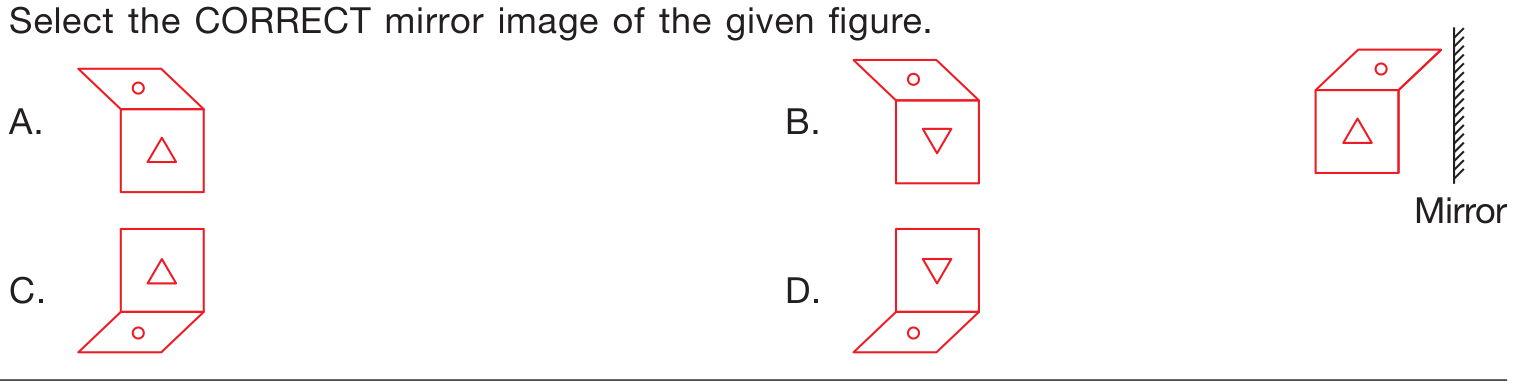 Select the CORRECT mirror image of the given figure.
A.
B.
Mirror
C.
D.